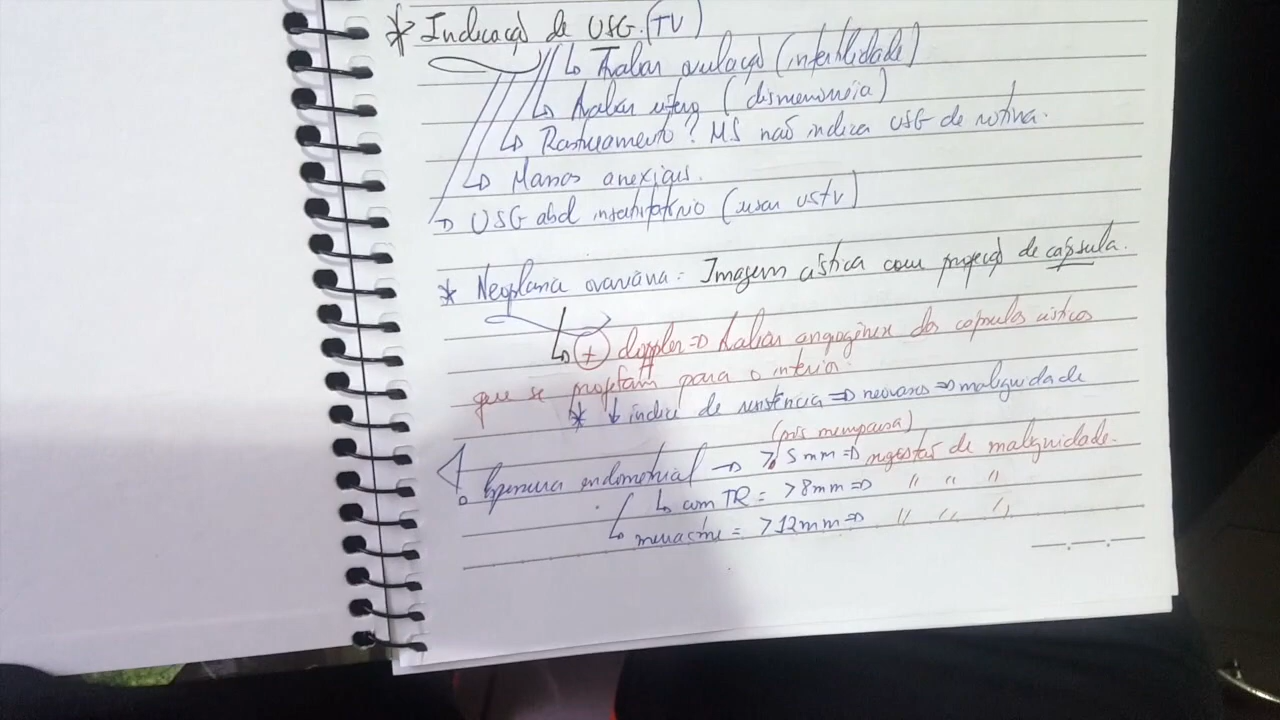 * Indicação de USG (TV)
↳ Avaliar ovulação (infertilidade)
↳ Avaliar útero (dismenorréia)
↳ Rastreamento? MS não indica USG de rotina.
↳ Massas anexiais.
→ USG abd insatisfatório (usar USTV)
* Neoplasia ovariana: Imagem cística com projeção de cápsula.
↳ (+) doppler ⇒ Avaliar angiogênese das cápsulas císticas
que se projetam para o interior.
* ↓ índice de resistência ⇒ neovasos ⇒ malignidade
(pós menopausa)
Espessura endometrial → > 5mm ⇒ sugestão de malignidade.
↳ com TR = >8mm ⇒ " " "
↳ menacme = >12mm ⇒ " " "